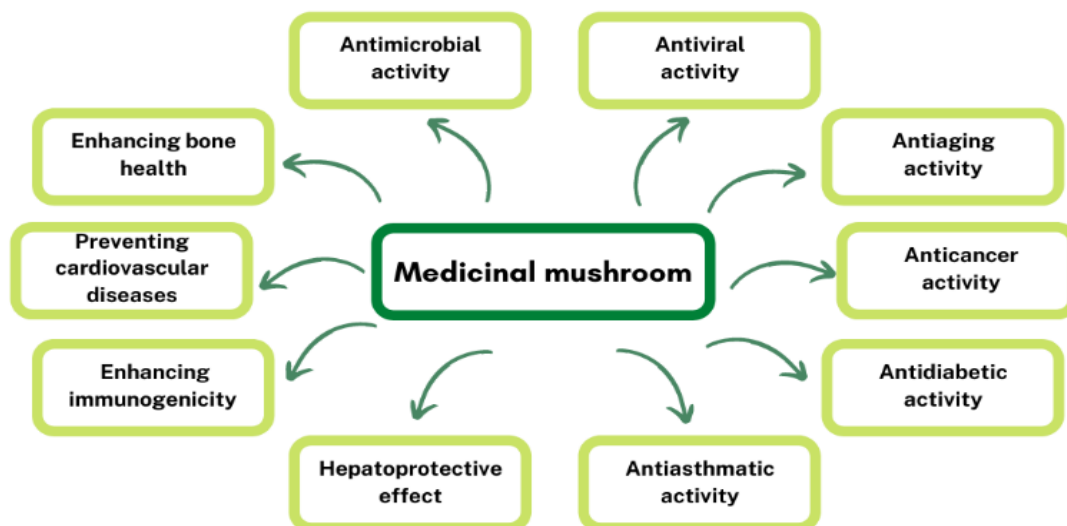 Antimicrobial
activity
Antiviral
activity
Enhancing bone
health
Antiaging
activity
Preventing
cardiovascular
diseases
Medicinal mushroom
Anticancer
activity
Enhancing
immunogenicity
Antidiabetic
activity
Hepatoprotective
effect
Antiasthmatic
activity